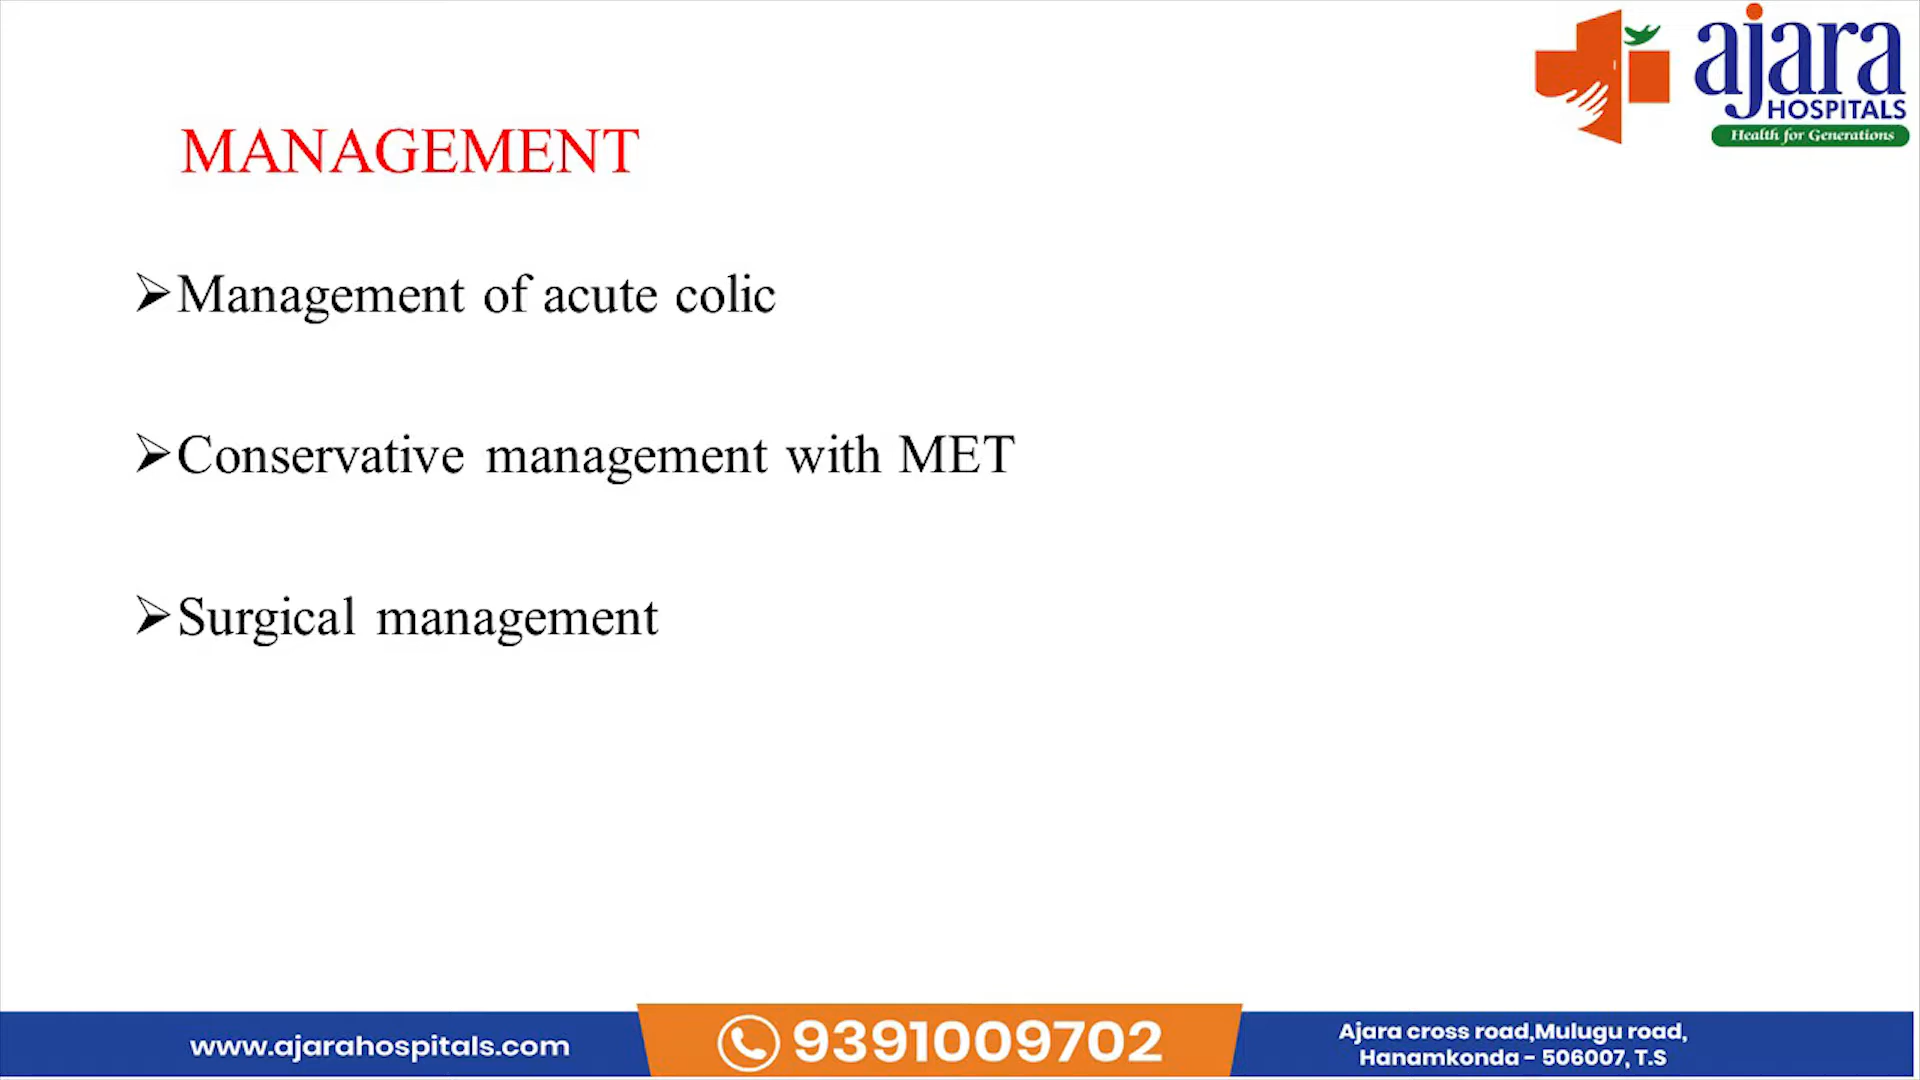 ajara
HOSPITALS
Health for Generations
MANAGEMENT
➢Management of acute colic
➢Conservative management with MET
➢Surgical management
www.ajarahospitals.com
9391009702
Ajara cross road,Mulugu road,
Hanamkonda - 506007, T.S